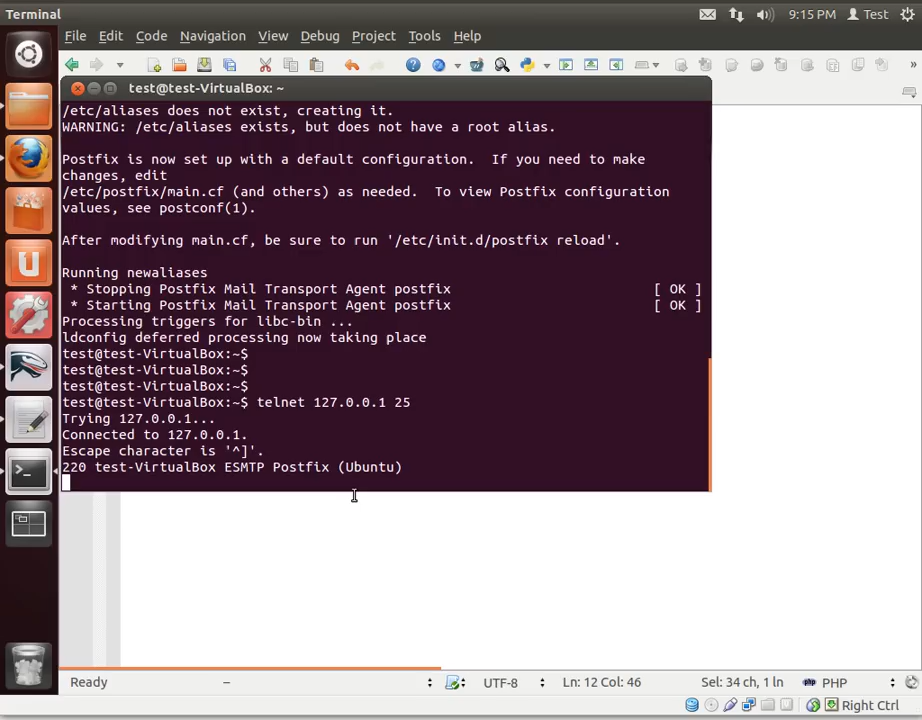 Terminal
9:15 PM Test
File Edit Code Navigation View Debug Project Tools Help
test@test-VirtualBox: ~
/etc/aliases does not exist, creating it.
WARNING: /etc/aliases exists, but does not have a root alias.
Postfix is now set up with a default configuration.  If you need to make
changes, edit
/etc/postfix/main.cf (and others) as needed.  To view Postfix configuration
values, see postconf(1).
After modifying main.cf, be sure to run '/etc/init.d/postfix reload'.
Running newaliases
* Stopping Postfix Mail Transport Agent postfix [ OK ]
* Starting Postfix Mail Transport Agent postfix [ OK ]
Processing triggers for libc-bin ...
ldconfig deferred processing now taking place
test@test-VirtualBox:~$
test@test-VirtualBox:~$
test@test-VirtualBox:~$
test@test-VirtualBox:~$ telnet 127.0.0.1 25
Trying 127.0.0.1...
Connected to 127.0.0.1.
Escape character is '^]'.
220 test-VirtualBox ESMTP Postfix (Ubuntu)
Ready – UTF-8 Ln: 12 Col: 46 Sel: 34 ch, 1 ln PHP
Right Ctrl